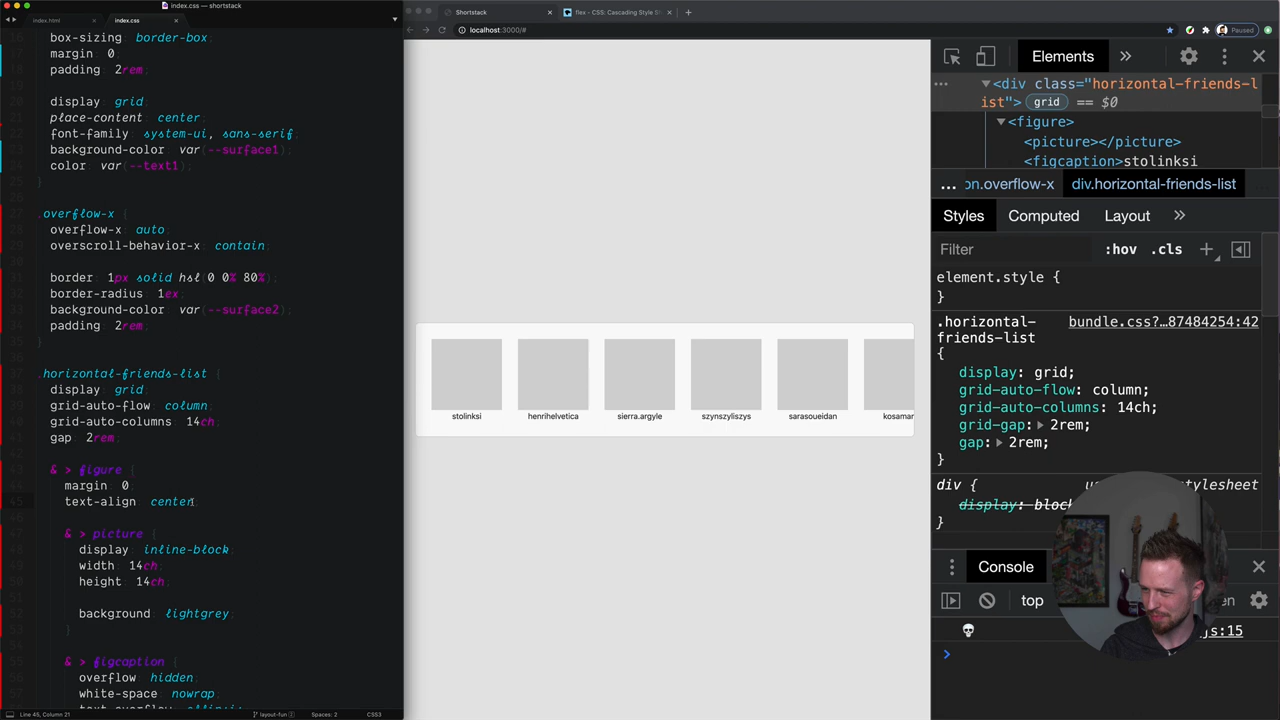 index.css — shortstack
index.html ×
index.css ×
box-sizing: border-box;
margin: 0;
padding: 2rem;
display: grid;
place-content: center;
font-family: system-ui, sans-serif;
background-color: var(--surface1);
color: var(--text1);
}
.overflow-x {
overflow-x: auto;
overscroll-behavior-x: contain;
border: 1px solid hsl(0 0% 80%);
border-radius: 1ex;
background-color: var(--surface2);
padding: 2rem;
}
.horizontal-friends-list {
display: grid;
grid-auto-flow: column;
grid-auto-columns: 14ch;
gap: 2rem;
& > figure {
margin: 0;
text-align: center;
& > picture {
display: inline-block;
width: 14ch;
height: 14ch;
background: lightgrey;
}
& > figcaption {
overflow: hidden;
white-space: nowrap;
Line 45, Column 21
layout-fun
Spaces: 2
CSS3
Shortstack ×
flex - CSS: Cascading Style S ×
+
localhost:3000/#
Paused
stolinksi
henrihelvetica
sierra.argyle
szynszyliszys
sarasoueidan
kosamar
Elements
»
<div class="horizontal-friends-l
ist"> grid == $0
<figure>
<picture></picture>
<figcaption>stolinksi
... on.overflow-x div.horizontal-friends-list
Styles Computed Layout »
Filter :hov .cls +
element.style {
}
.horizontal- bundle.css?…87484254:42
friends-list
{
display: grid;
grid-auto-flow: column;
grid-auto-columns: 14ch;
grid-gap: 2rem;
gap: 2rem;
}
div {
stylesheet
display: block
}
Console ×
top
js:15